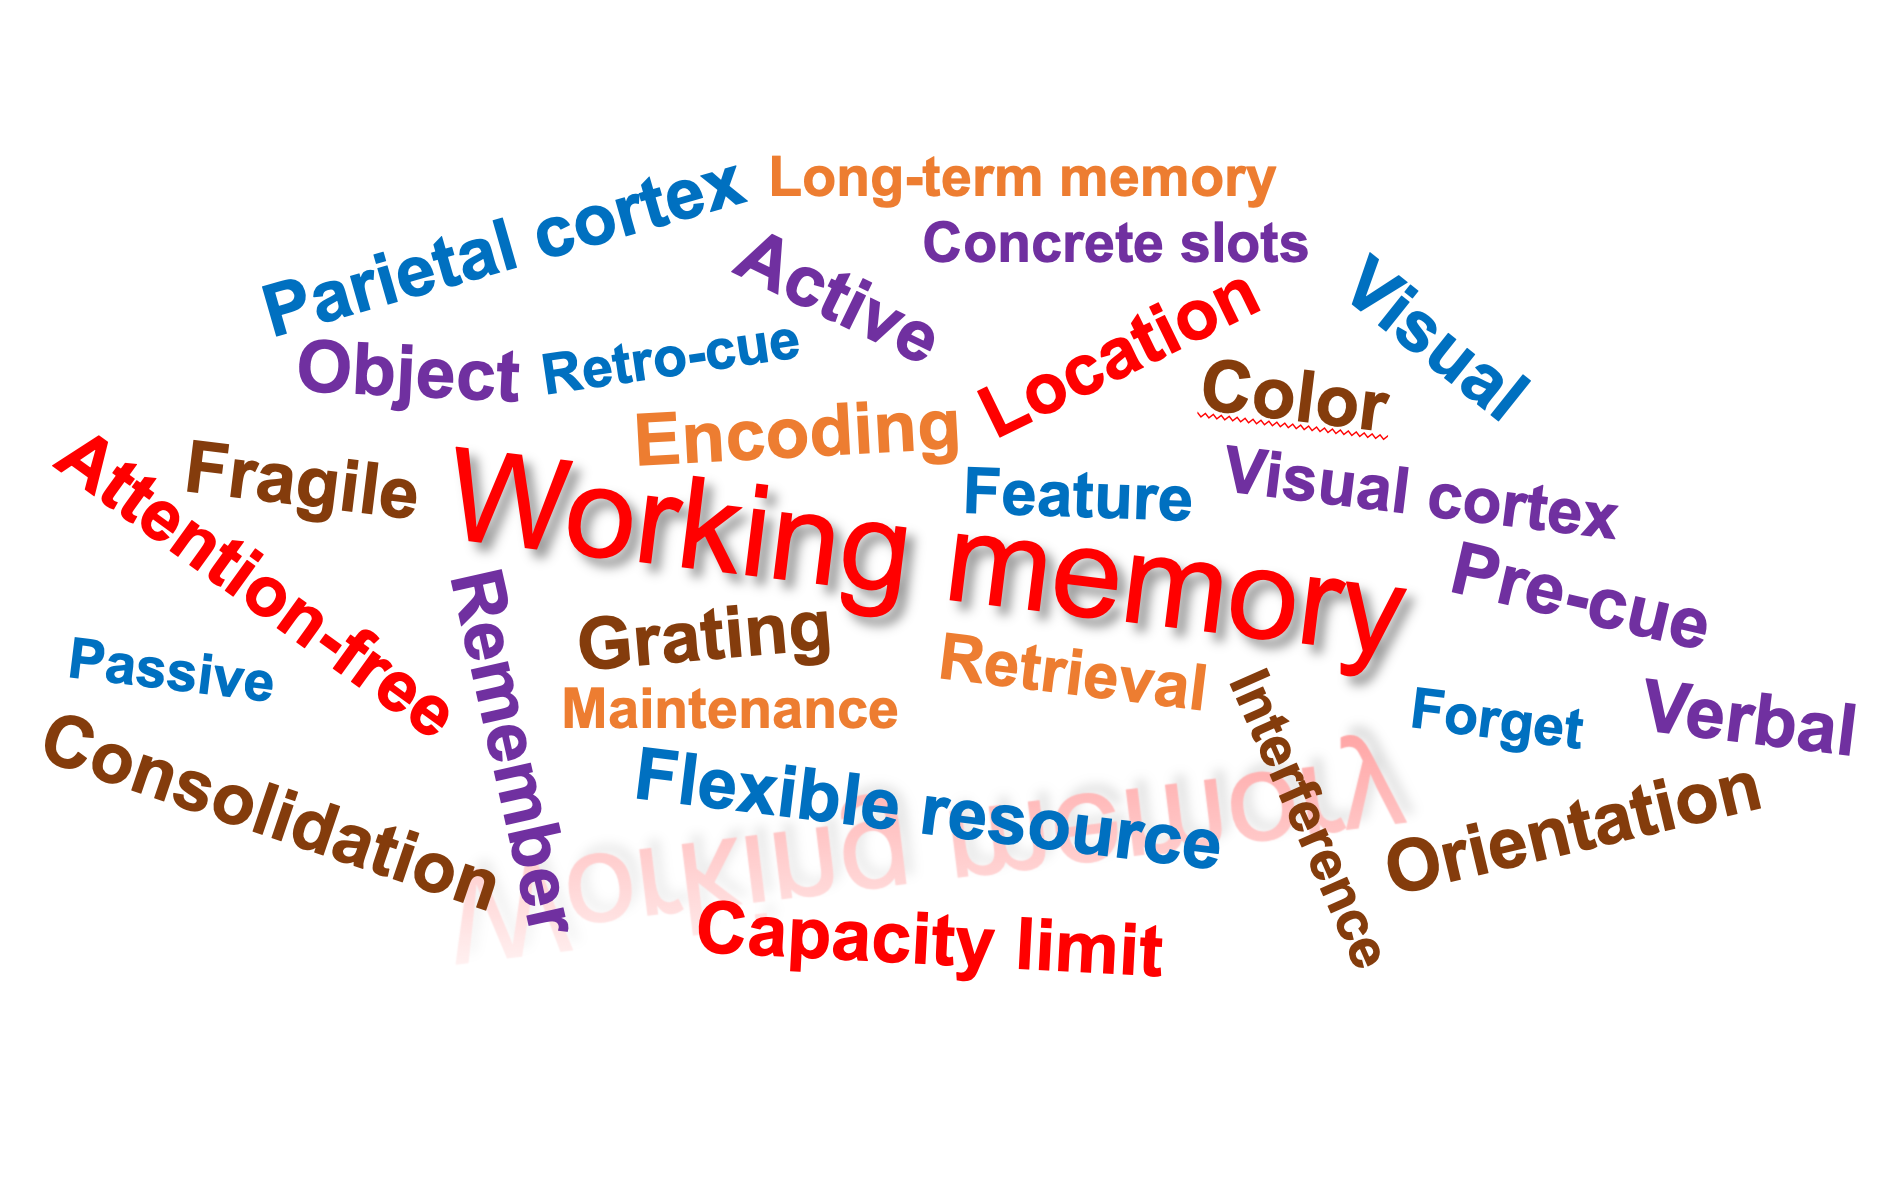 Long-term memory
Parietal cortex
Concrete slots
Active
Visual
Location
Object
Retro-cue
Color
Encoding
Attention-free
Fragile
Working memory
Feature
Visual cortex
Pre-cue
Remember
Grating
Retrieval
Passive
Maintenance
Interference
Forget
Verbal
Consolidation
Flexible resource
Orientation
Capacity limit